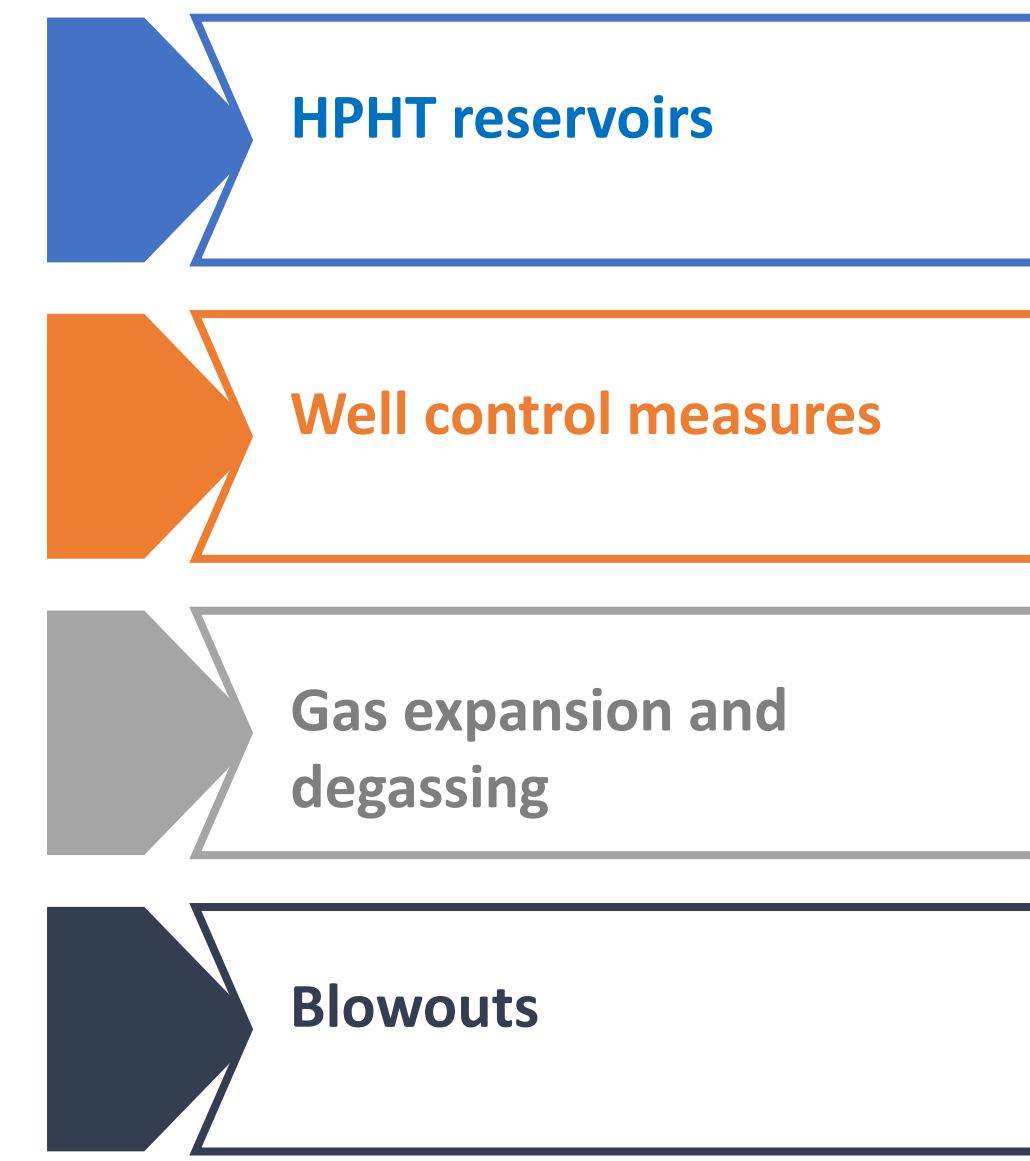 HPHT reservoirs
Well control measures
Gas expansion and
degassing
Blowouts